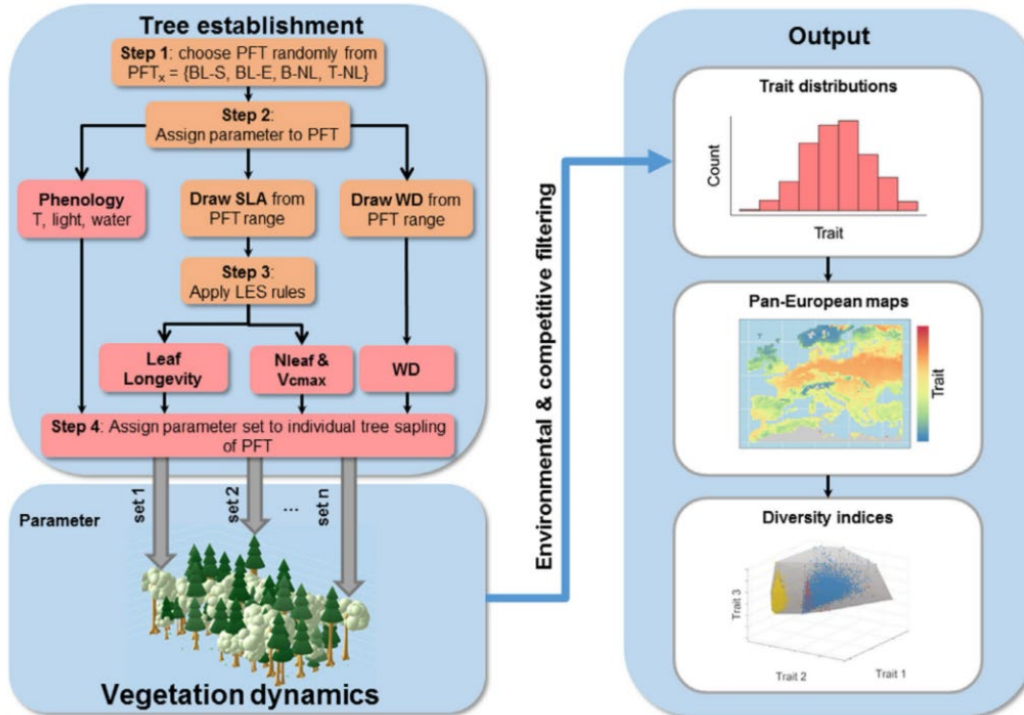 Tree establishment
Step 1: choose PFT randomly from
PFTx = {BL-S, BL-E, B-NL, T-NL}
Step 2:
Assign parameter to PFT
Phenology
T, light, water
Draw SLA from
PFT range
Draw WD from
PFT range
Step 3:
Apply LES rules
Leaf
Longevity
Nleaf &
Vcmax
WD
Step 4: Assign parameter set to individual tree sapling
of PFT
Parameter
set 1
set 2
...
set n
Vegetation dynamics
Environmental & competitive filtering
Output
Trait distributions
Count
Trait
Pan-European maps
Trait
Diversity indices
Trait 3
Trait 2
Trait 1